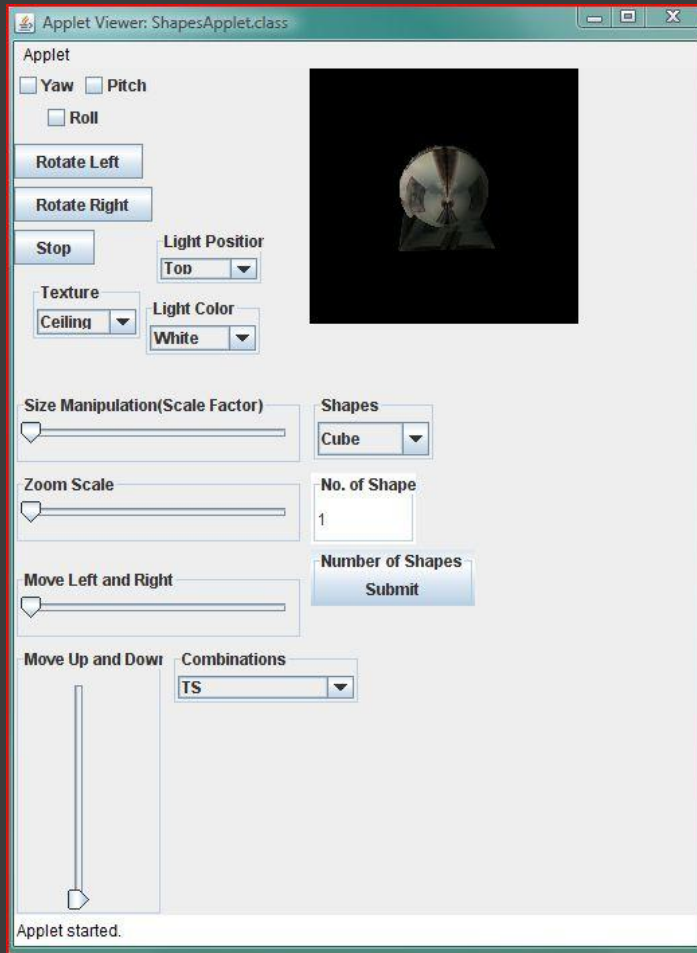 Applet Viewer: ShapesApplet.class
Applet
Yaw Pitch
Roll
Rotate Left
Rotate Right
Stop
Light Position
Top
Texture
Ceiling
Light Color
White
Size Manipulation(Scale Factor)
Shapes
Cube
Zoom Scale
No. of Shape
1
Number of Shapes
Submit
Move Left and Right
Move Up and Down
Combinations
TS
Applet started.